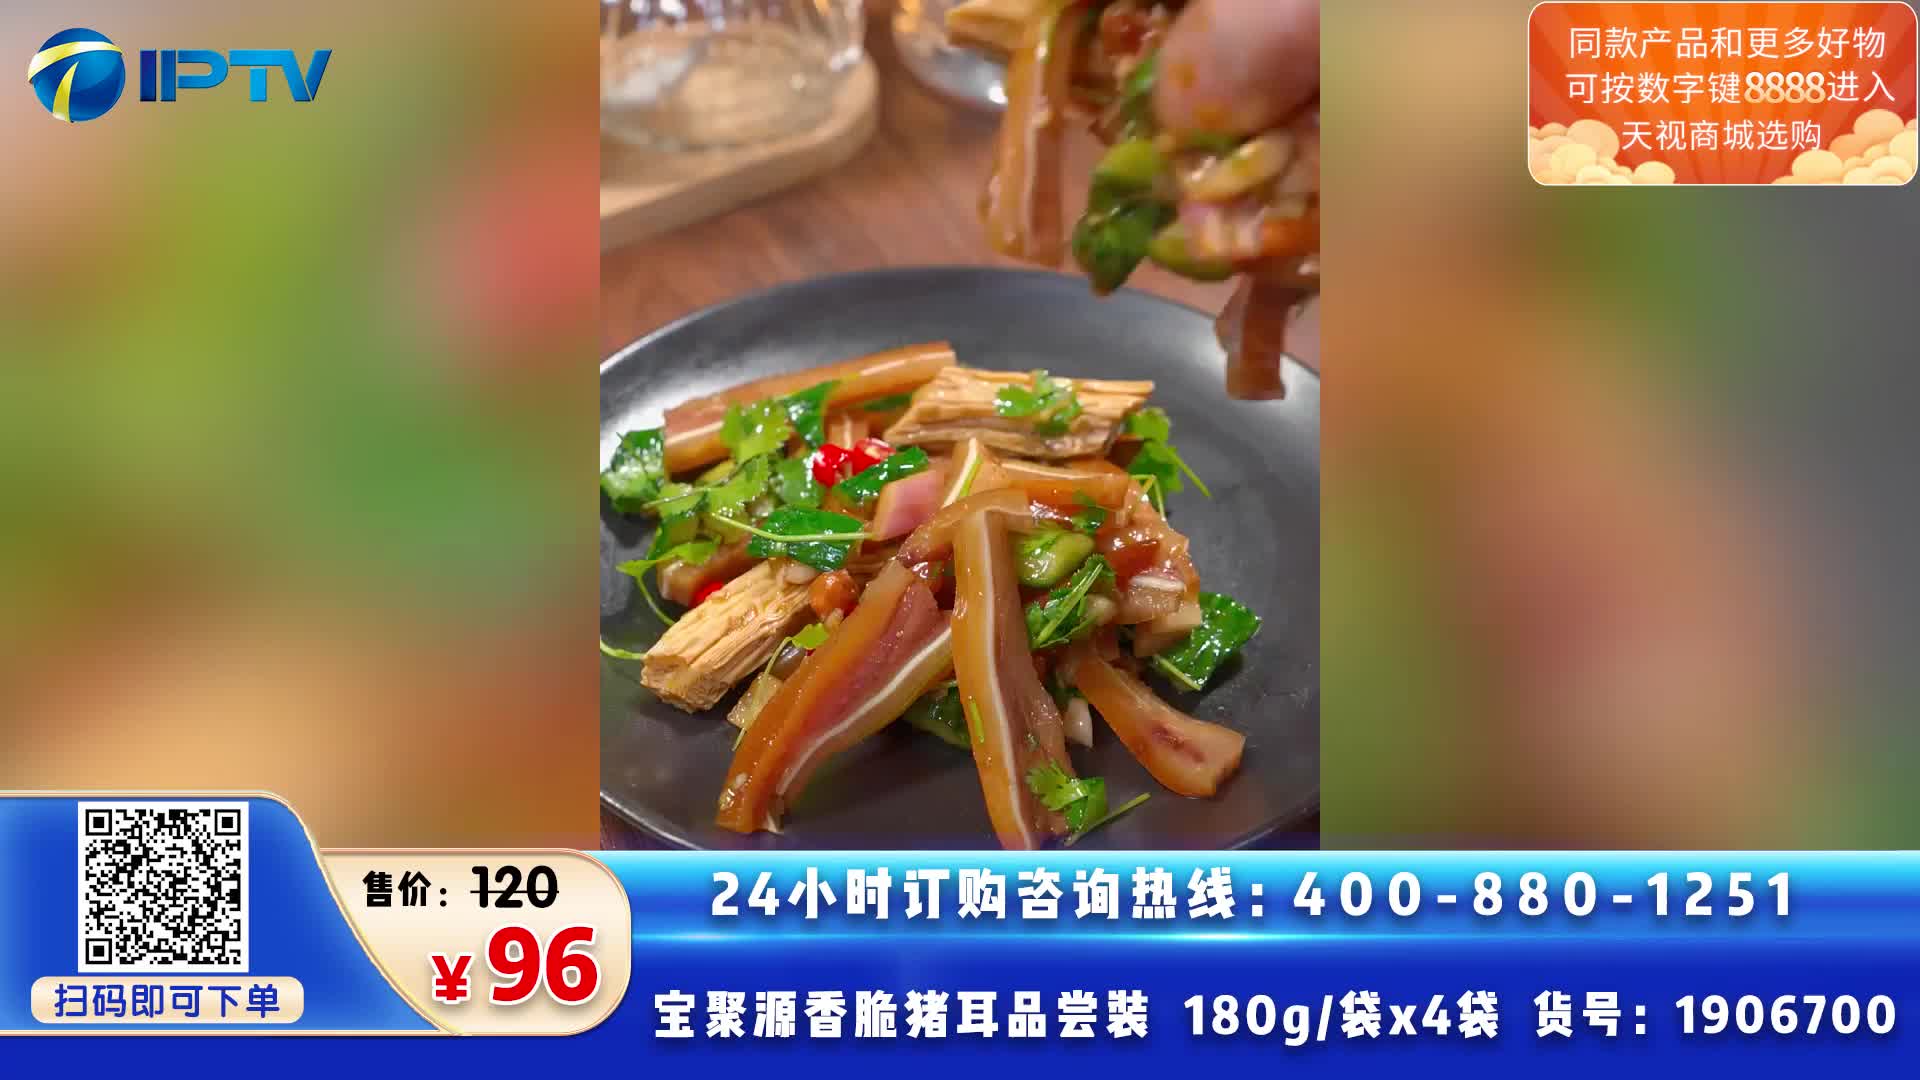 IPTV
同款产品和更多好物
可按数字键8888进入
天视商城选购
售价：120
¥96
扫码即可下单
24小时订购咨询热线：400-880-1251
宝聚源香脆猪耳品尝装 180g/袋x4袋 货号：1906700